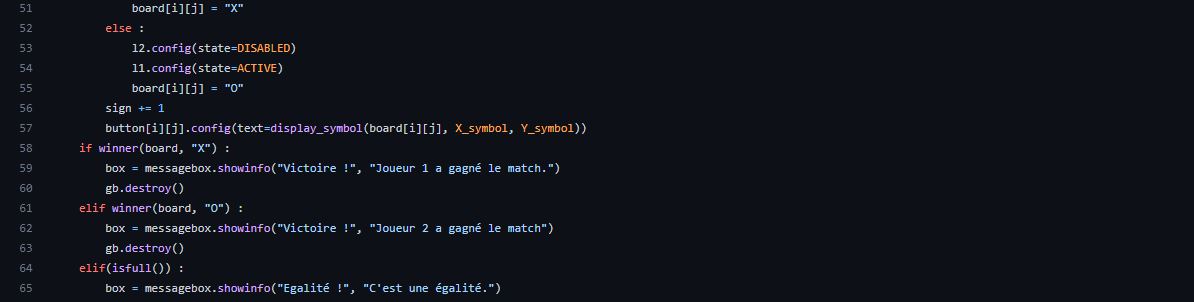 51 board[i][j] = "X"
52 else :
53 l2.config(state=DISABLED)
54 l1.config(state=ACTIVE)
55 board[i][j] = "O"
56 sign += 1
57 button[i][j].config(text=display_symbol(board[i][j], X_symbol, Y_symbol))
58 if winner(board, "X") :
59 box = messagebox.showinfo("Victoire !", "Joueur 1 a gagné le match.")
60 gb.destroy()
61 elif winner(board, "O") :
62 box = messagebox.showinfo("Victoire !", "Joueur 2 a gagné le match")
63 gb.destroy()
64 elif(isfull()) :
65 box = messagebox.showinfo("Egalité !", "C'est une égalité.")